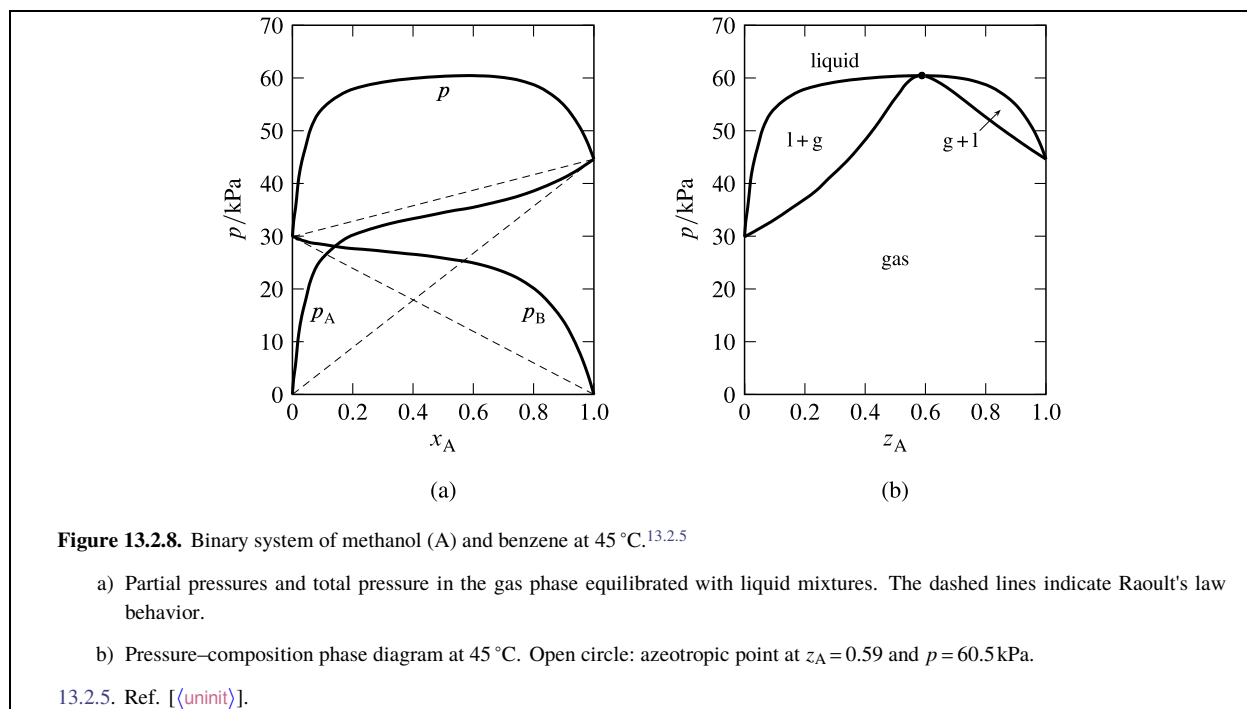 70
60
50
40
30
20
10
0
p/kPa
p
p_A
p_B
0 0.2 0.4 0.6 0.8 1.0
x_A
(a)
70
60
50
40
30
20
10
0
p/kPa
liquid
l + g
g + l
gas
0 0.2 0.4 0.6 0.8 1.0
z_A
(b)
Figure 13.2.8. Binary system of methanol (A) and benzene at 45 °C.13.2.5
a) Partial pressures and total pressure in the gas phase equilibrated with liquid mixtures. The dashed lines indicate Raoult's law
behavior.
b) Pressure–composition phase diagram at 45 °C. Open circle: azeotropic point at z_A = 0.59 and p = 60.5 kPa.
13.2.5. Ref. [⟨uninit⟩].